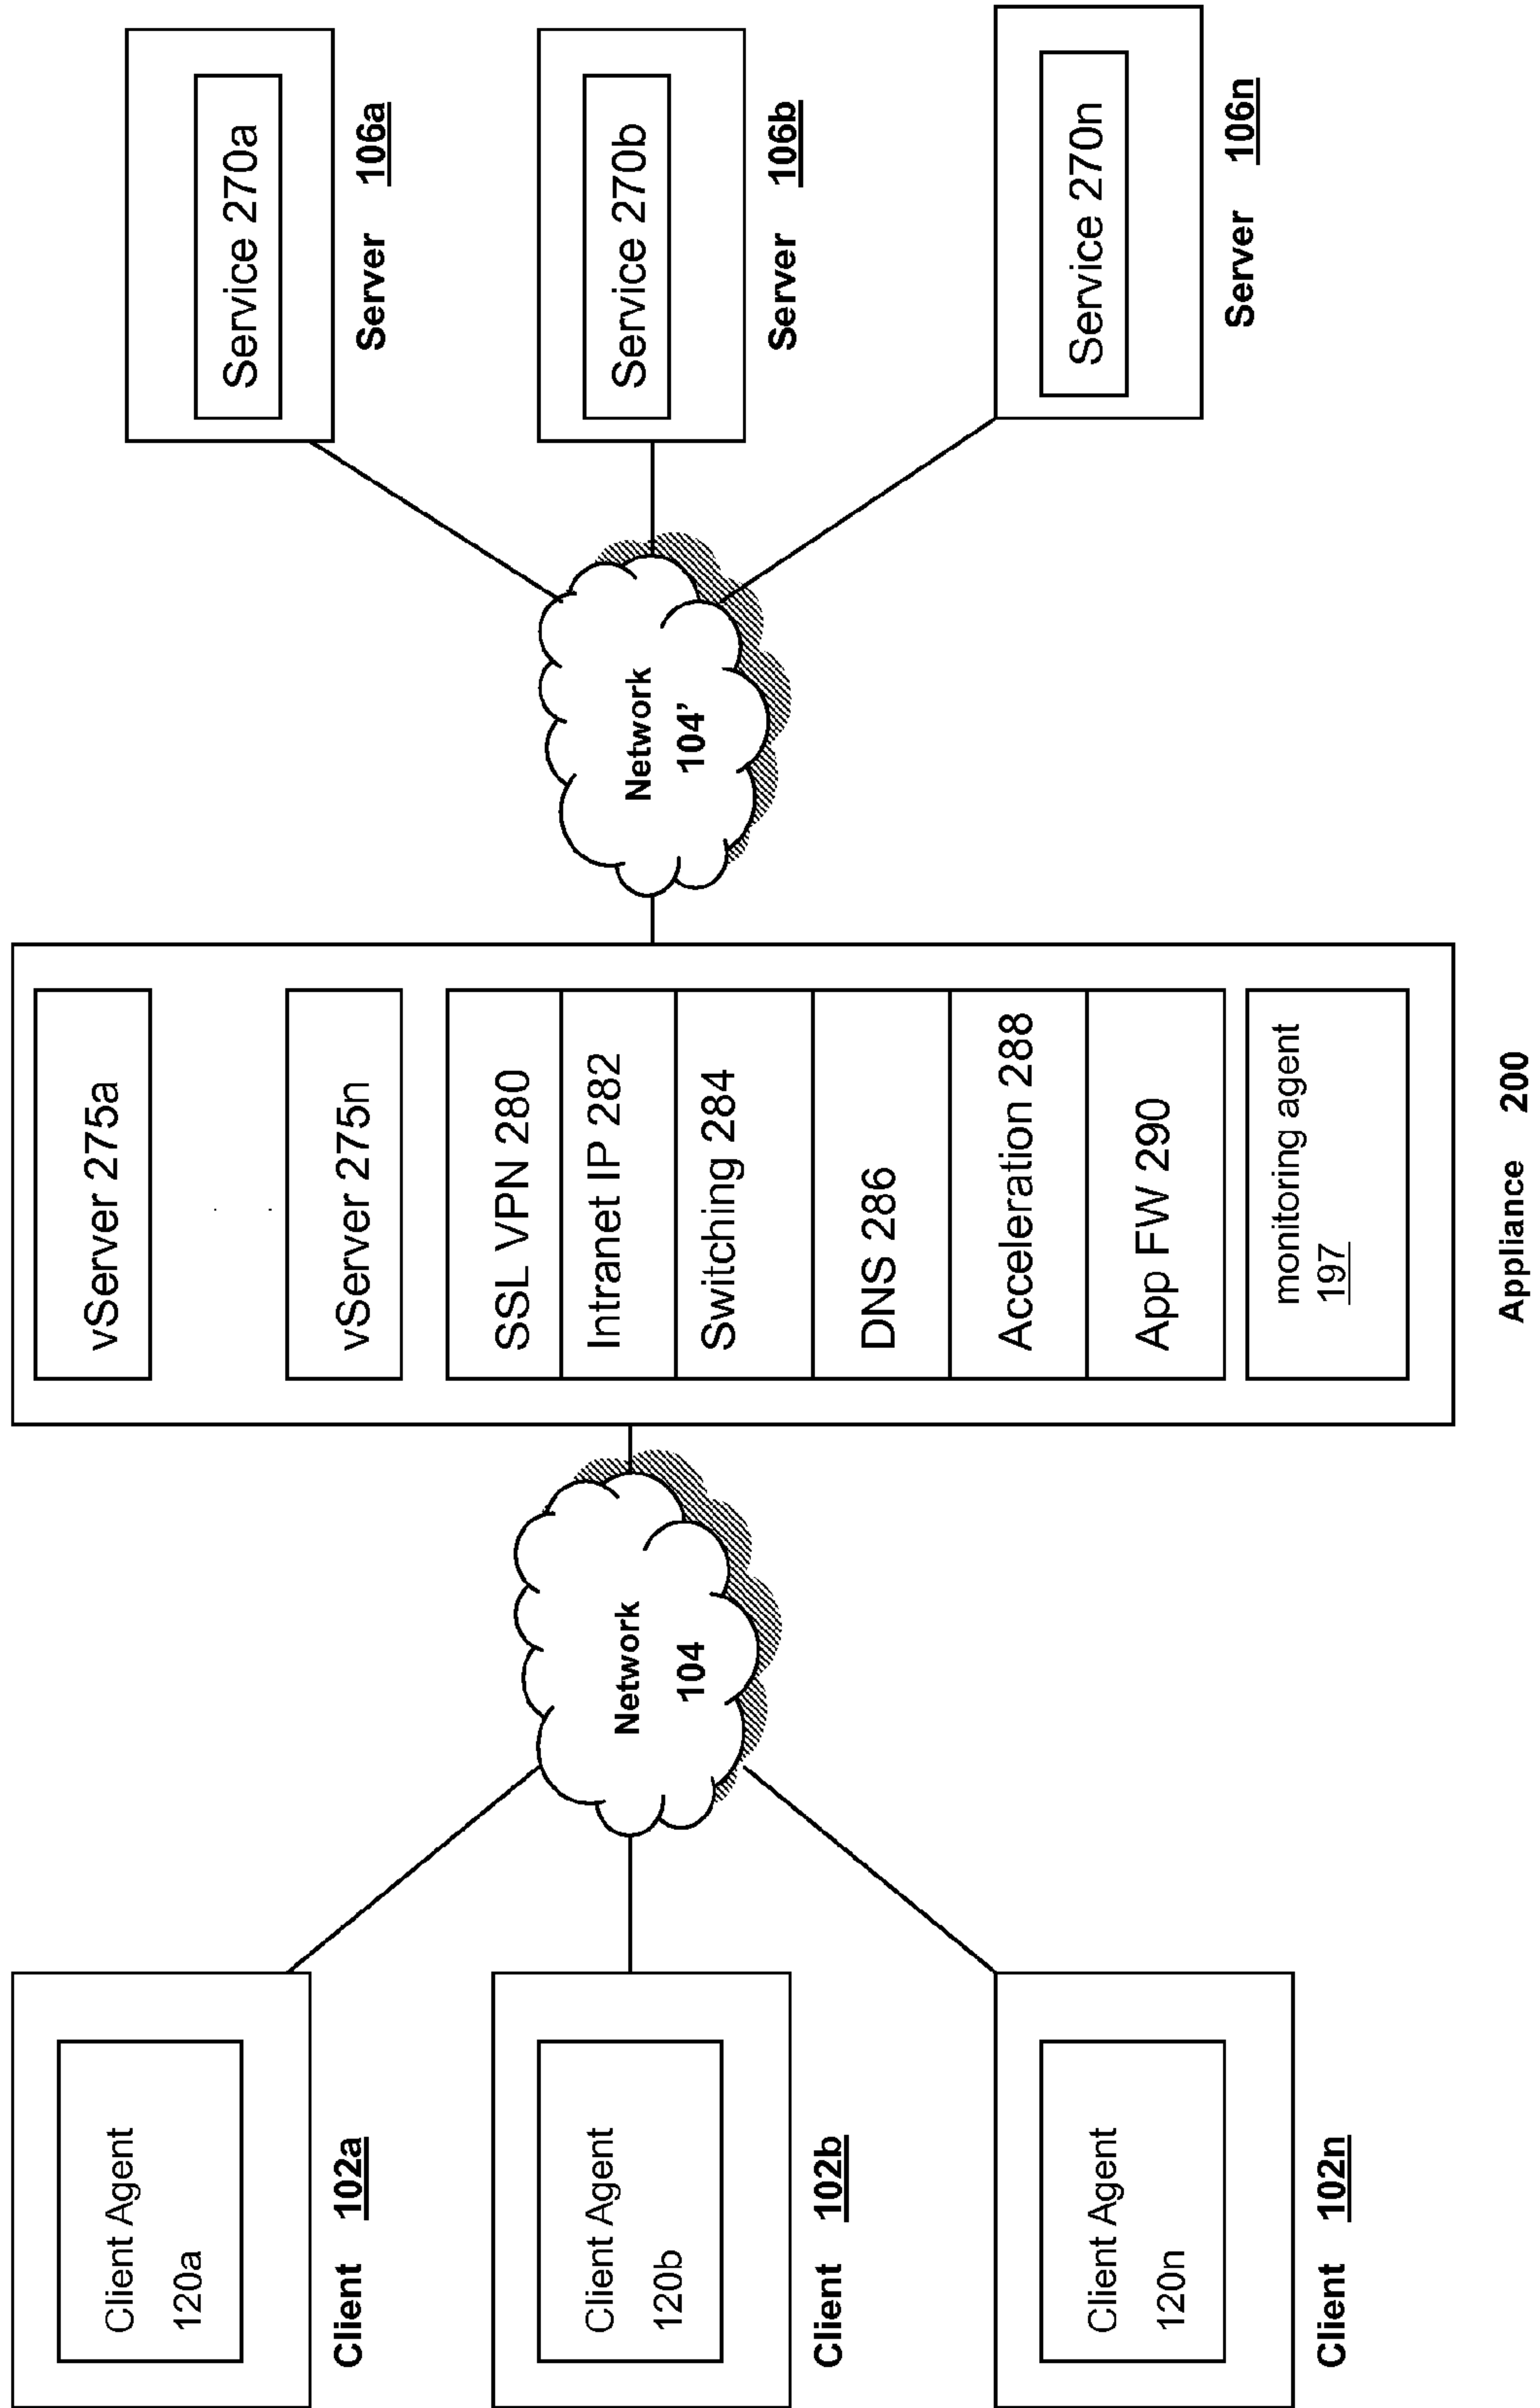 Client Agent
120a
Client 102a
Client Agent
120b
Client 102b
Client Agent
120n
Client 102n
Network
104
vServer 275a
vServer 275n
SSL VPN 280
Intranet IP 282
Switching 284
DNS 286
Acceleration 288
App FW 290
monitoring agent
197
Appliance 200
Network
104’
Service 270a
Server 106a
Service 270b
Server 106b
Service 270n
Server 106n